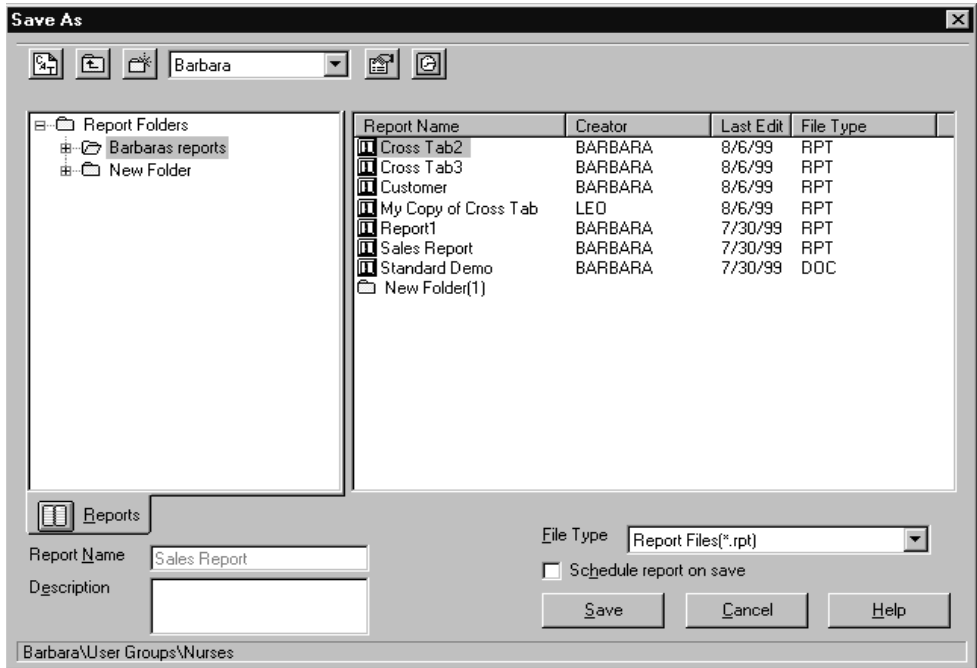 Save As
Barbara
Report Folders
Barbaras reports
New Folder
Report Name Creator Last Edit File Type
Cross Tab2 BARBARA 8/6/99 RPT
Cross Tab3 BARBARA 8/6/99 RPT
Customer BARBARA 8/6/99 RPT
My Copy of Cross Tab LEO 8/6/99 RPT
Report1 BARBARA 7/30/99 RPT
Sales Report BARBARA 7/30/99 RPT
Standard Demo BARBARA 7/30/99 DOC
New Folder(1)
Reports
File Type Report Files(*.rpt)
Report Name Sales Report
Schedule report on save
Description
Save Cancel Help
Barbara\User Groups\Nurses